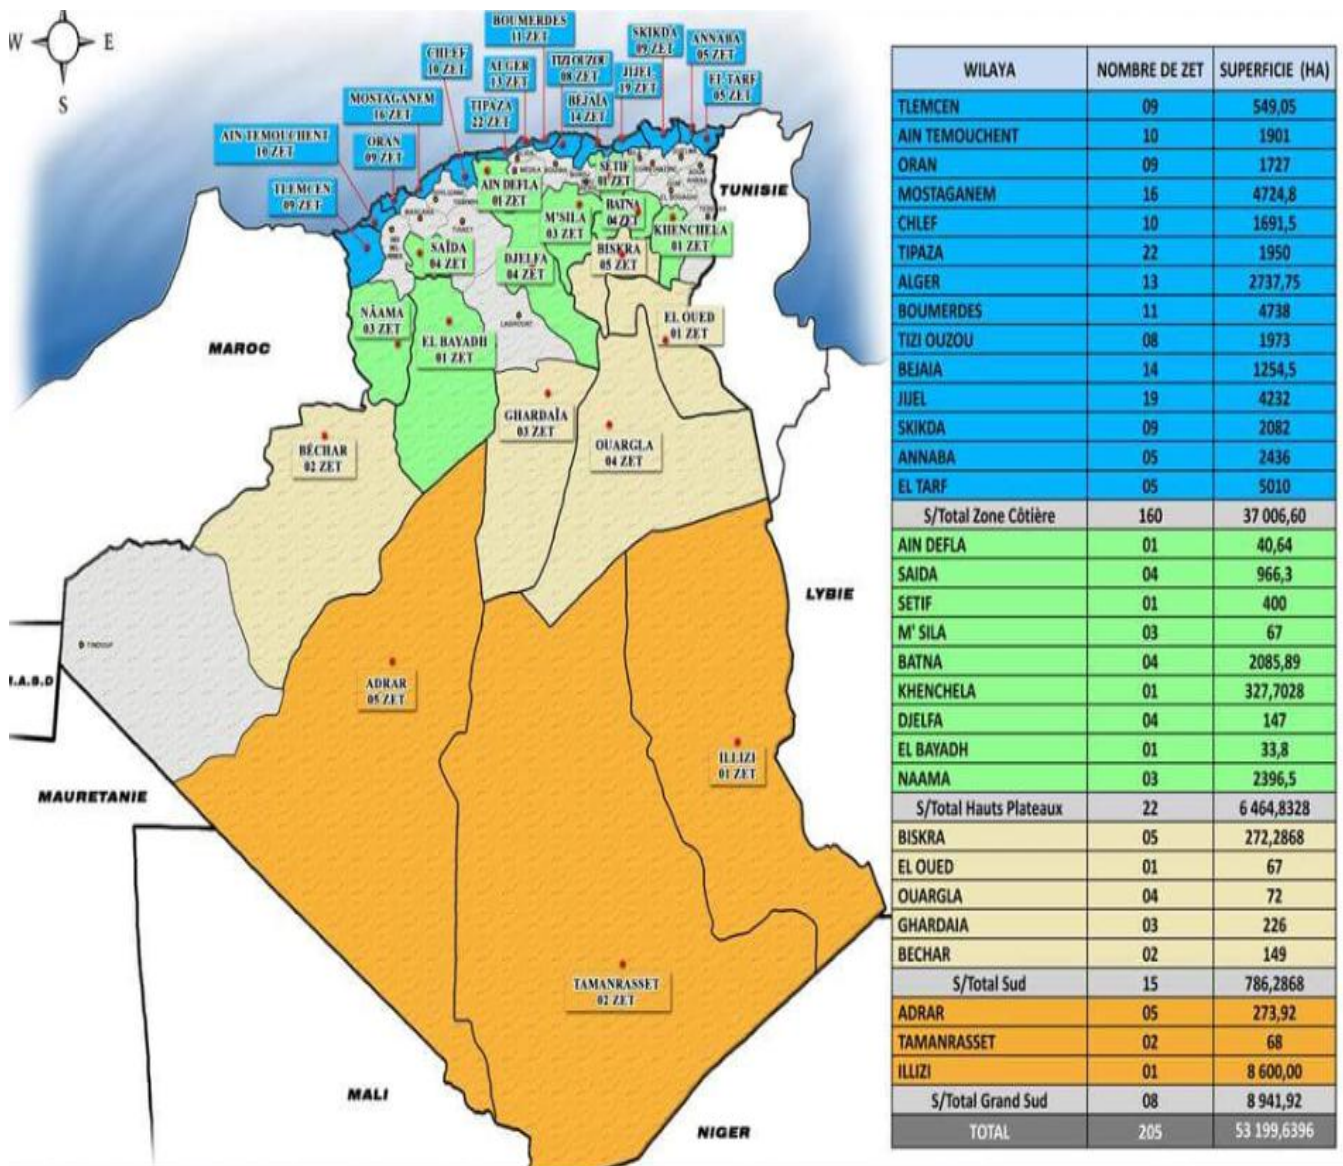 W
E
S
BOUMERDES
11 ZET
SKIKDA
09 ZET
ANNABA
05 ZET
CHLEF
10 ZET
ALGER
13 ZET
TIZI OUZOU
08 ZET
JIJEL
19 ZET
EL TARF
05 ZET
MOSTAGANEM
16 ZET
TIPAZA
22 ZET
BÉJAÏA
14 ZET
AIN TEMOUCHENT
10 ZET
ORAN
09 ZET
TLEMCEN
09 ZET
AIN DEFLA
01 ZET
SETIF
01 ZET
TUNISIE
M'SILA
03 ZET
BATNA
04 ZET
KHENCHELA
01 ZET
SAÏDA
04 ZET
DJELFA
04 ZET
BISKRA
05 ZET
NÂAMA
03 ZET
EL BAYADH
01 ZET
LAGHOUAT
EL OUED
01 ZET
MAROC
GHARDAÏA
03 ZET
OUARGLA
04 ZET
BÉCHAR
02 ZET
LYBIE
TINDOUF
R.A.S.D
ADRAR
05 ZET
ILLIZI
01 ZET
MAURETANIE
TAMANRASSET
02 ZET
MALI
NIGER
WILAYA NOMBRE DE ZET SUPERFICIE (HA)
TLEMCEN 09 549,05
AIN TEMOUCHENT 10 1901
ORAN 09 1727
MOSTAGANEM 16 4724,8
CHLEF 10 1691,5
TIPAZA 22 1950
ALGER 13 2737,75
BOUMERDES 11 4738
TIZI OUZOU 08 1973
BEJAIA 14 1254,5
JIJEL 19 4232
SKIKDA 09 2082
ANNABA 05 2436
EL TARF 05 5010
S/Total Zone Côtière 160 37 006,60
AIN DEFLA 01 40,64
SAIDA 04 966,3
SETIF 01 400
M' SILA 03 67
BATNA 04 2085,89
KHENCHELA 01 327,7028
DJELFA 04 147
EL BAYADH 01 33,8
NAAMA 03 2396,5
S/Total Hauts Plateaux 22 6 464,8328
BISKRA 05 272,2868
EL OUED 01 67
OUARGLA 04 72
GHARDAIA 03 226
BECHAR 02 149
S/Total Sud 15 786,2868
ADRAR 05 273,92
TAMANRASSET 02 68
ILLIZI 01 8 600,00
S/Total Grand Sud 08 8 941,92
TOTAL 205 53 199,6396